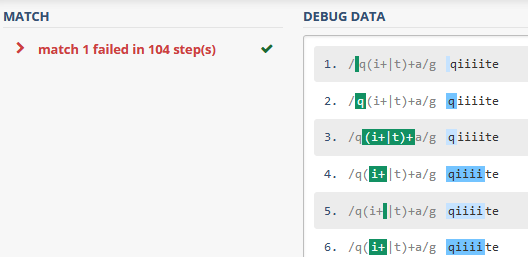 MATCH
DEBUG DATA
match 1 failed in 104 step(s)
1. /q(i+|t)+a/g qiiiite
2. /q(i+|t)+a/g qiiiite
3. /q(i+|t)+a/g qiiiite
4. /q(i+|t)+a/g qiiiite
5. /q(i+|t)+a/g qiiiite
6. /q(i+|t)+a/g qiiiite